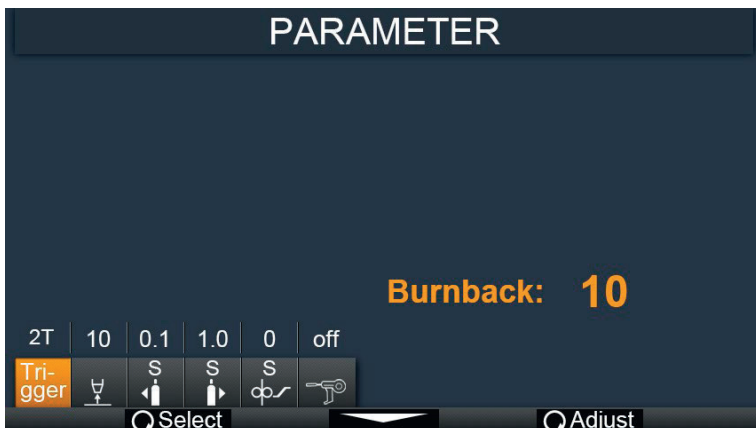 PARAMETER
Burnback: 10
2T 10 0.1 1.0 0 off
Tri-
gger S S S
Select Adjust